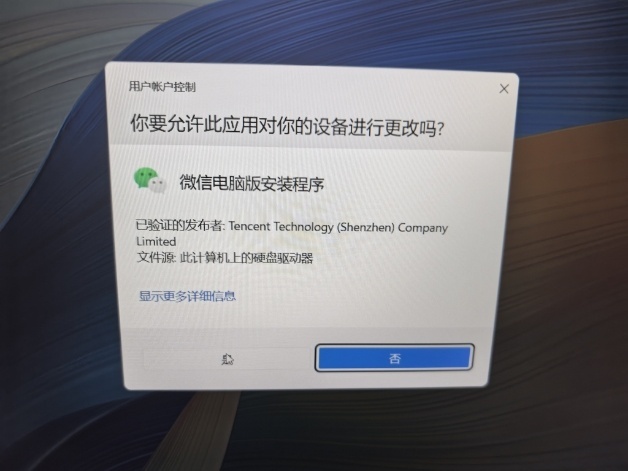 用户帐户控制
你要允许此应用对你的设备进行更改吗?
微信电脑版安装程序
已验证的发布者: Tencent Technology (Shenzhen) Company
Limited
文件源: 此计算机上的硬盘驱动器
显示更多详细信息
否